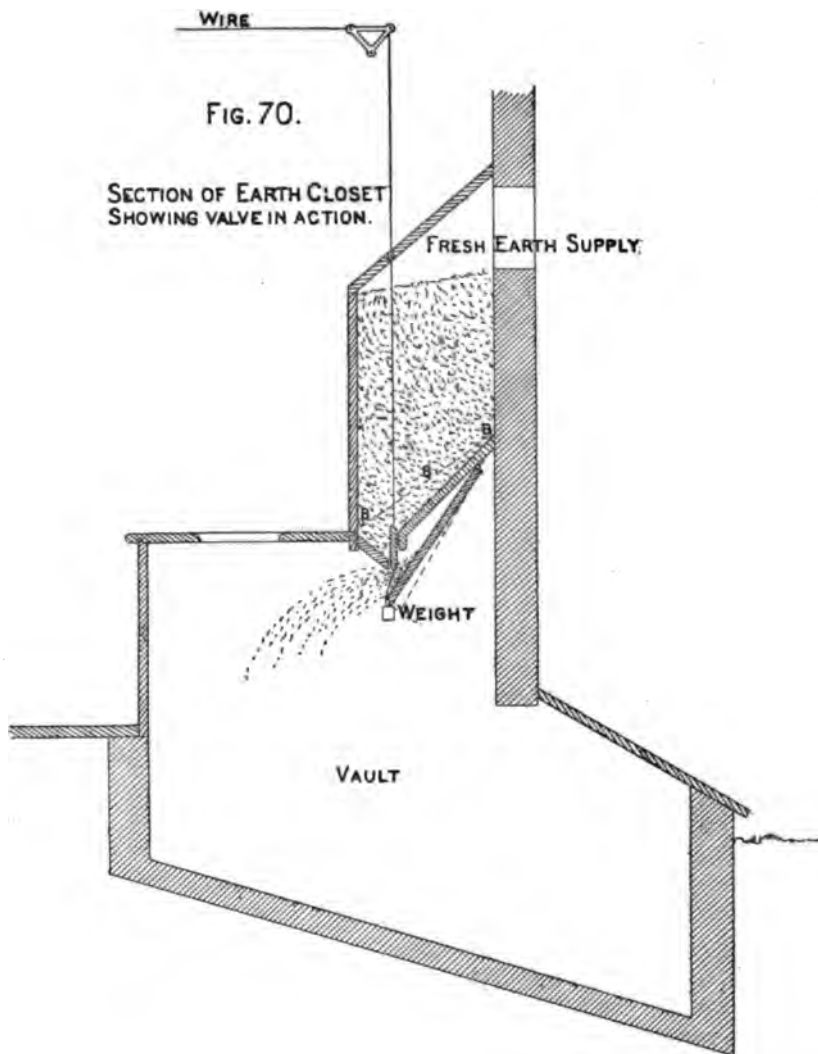 WIRE
FIG. 70.
SECTION OF EARTH CLOSET
SHOWING VALVE IN ACTION.
FRESH EARTH SUPPLY
m
B
S
B
WEIGHT
VAULT